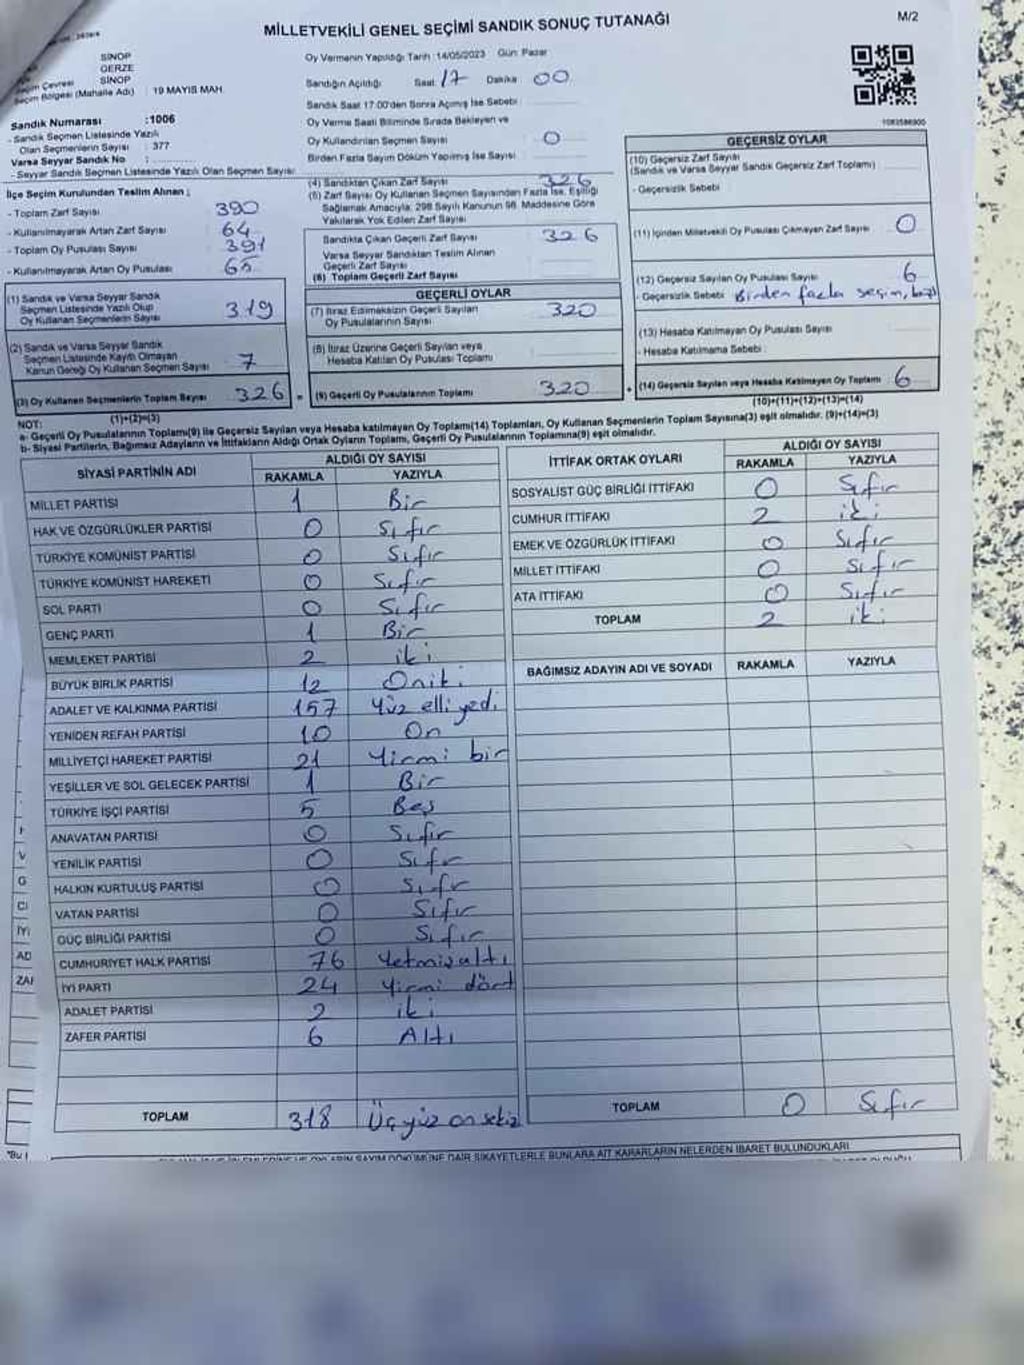 MİLLETVEKİLİ GENEL SEÇİMİ SANDIK SONUÇ TUTANAĞI
M/2
SİNOP
GERZE
Seçim Çevresi SİNOP
Seçim Bölgesi (Mahalle Adı) : 19 MAYIS MAH.
Sandık Numarası :1006
- Sandık Seçmen Listesinde Yazılı
Olan Seçmenlerin Sayısı : 377
Varsa Seyyar Sandık No :
- Seyyar Sandık Seçmen Listesinde Yazılı Olan Seçmen Sayısı:
Oy Vermenin Yapıldığı Tarih :14/05/2023 Gün: Pazar
Sandığın Açıldığı Saat: 17 Dakika 00
Sandık Saat 17:00'den Sonra Açılmış İse Sebebi :
Oy Verme Saati Bitiminde Sırada Bekleyen ve
Oy Kullandırılan Seçmen Sayısı 0
Birden Fazla Sayım Döküm Yapılmış İse Sayısı :
İlçe Seçim Kurulundan Teslim Alınan ;
- Toplam Zarf Sayısı 390
- Kullanılmayarak Artan Zarf Sayısı 64
- Toplam Oy Pusulası Sayısı 391
- Kullanılmayarak Artan Oy Pusulası 65
(1) Sandık ve Varsa Seyyar Sandık
Seçmen Listesinde Yazılı Olup
Oy Kullanan Seçmenlerin Sayısı 319
(2) Sandık ve Varsa Seyyar Sandık
Seçmen Listesinde Kayıtlı Olmayan
Kanun Gereği Oy Kullanan Seçmen Sayısı 7
(3) Oy Kullanan Seçmenlerin Toplam Sayısı 326
(1)+(2)=(3)
(4) Sandıktan Çıkan Zarf Sayısı 326
(5) Zarf Sayısı Oy Kullanan Seçmen Sayısından Fazla İse, Eşitliği
Sağlamak Amacıyla, 298 Sayılı Kanunun 98. Maddesine Göre
Yakılarak Yok Edilen Zarf Sayısı
Sandıkta Çıkan Geçerli Zarf Sayısı 326
Varsa Seyyar Sandıktan Teslim Alınan
Geçerli Zarf Sayısı
(6) Toplam Geçerli Zarf Sayısı
GEÇERLİ OYLAR
(7) İtiraz Edilmeksizin Geçerli Sayılan
Oy Pusulalarının Sayısı 320
(8) İtiraz Üzerine Geçerli Sayılan veya
Hesaba Katılan Oy Pusulası Toplamı
(9) Geçerli Oy Pusulalarının Toplamı 320
GEÇERSİZ OYLAR
(10) Geçersiz Zarf Sayısı
(Sandık ve Varsa Seyyar Sandık Geçersiz Zarf Toplamı)
- Geçersizlik Sebebi
(11) İçinden Milletvekili Oy Pusulası Çıkmayan Zarf Sayısı 0
(12) Geçersiz Sayılan Oy Pusulası Sayısı 6
- Geçersizlik Sebebi Birden fazla seçim,
(13) Hesaba Katılmayan Oy Pusulası Sayısı
- Hesaba Katılmama Sebebi :
(14) Geçersiz Sayılan veya Hesaba Katılmayan Oy Toplamı 6
(10)+(11)+(12)+(13)=(14)
NOT:
a- Geçerli Oy Pusulalarının Toplamı(9) ile Geçersiz Sayılan veya Hesaba katılmayan Oy Toplamı(14) Toplamları, Oy Kullanan Seçmenlerin Toplam Sayısına(3) eşit olmalıdır. (9)+(14)=(3)
b- Siyasi Partilerin, Bağımsız Adayların ve İttifakların Aldığı Ortak Oyların Toplamı, Geçerli Oy Pusulalarının Toplamına(9) eşit olmalıdır.
SİYASİ PARTİNİN ADI ALDIĞI OY SAYISI
RAKAMLA YAZIYLA
MİLLET PARTİSİ 1 Bir
HAK VE ÖZGÜRLÜKLER PARTİSİ 0 Sıfır
TÜRKİYE KOMÜNİST PARTİSİ 0 Sıfır
TÜRKİYE KOMÜNİST HAREKETİ 0 Sıfır
SOL PARTİ 0 Sıfır
GENÇ PARTİ 1 Bir
MEMLEKET PARTİSİ 2 iki
BÜYÜK BİRLİK PARTİSİ 12 Oniki
ADALET VE KALKINMA PARTİSİ 157 Yüz elli yedi
YENİDEN REFAH PARTİSİ 10 On
MİLLİYETÇİ HAREKET PARTİSİ 21 Yirmi bir
YEŞİLLER VE SOL GELECEK PARTİSİ 1 Bir
TÜRKİYE İŞÇİ PARTİSİ 5 Beş
ANAVATAN PARTİSİ 0 Sıfır
YENİLİK PARTİSİ 0 Sıfır
HALKIN KURTULUŞ PARTİSİ 0 Sıfır
VATAN PARTİSİ 0 Sıfır
GÜÇ BİRLİĞİ PARTİSİ 0 Sıfır
CUMHURİYET HALK PARTİSİ 76 Yetmişaltı
İYİ PARTİ 24 Yirmi dört
ADALET PARTİSİ 2 iki
ZAFER PARTİSİ 6 Altı
TOPLAM 318 Üçyüz onsekiz
İTTİFAK ORTAK OYLARI ALDIĞI OY SAYISI
RAKAMLA YAZIYLA
SOSYALİST GÜÇ BİRLİĞİ İTTİFAKI 0 Sıfır
CUMHUR İTTİFAKI 2 iki
EMEK VE ÖZGÜRLÜK İTTİFAKI 0 Sıfır
MİLLET İTTİFAKI 0 Sıfır
ATA İTTİFAKI 0 Sıfır
TOPLAM 2 iki
BAĞIMSIZ ADAYIN ADI VE SOYADI RAKAMLA YAZIYLA
TOPLAM 0 Sıfır
SAYIM DÖKÜMÜNE DAİR ŞİKAYETLERLE BUNLARA AİT KARARLARIN NELERDEN İBARET BULUNDUKLARI